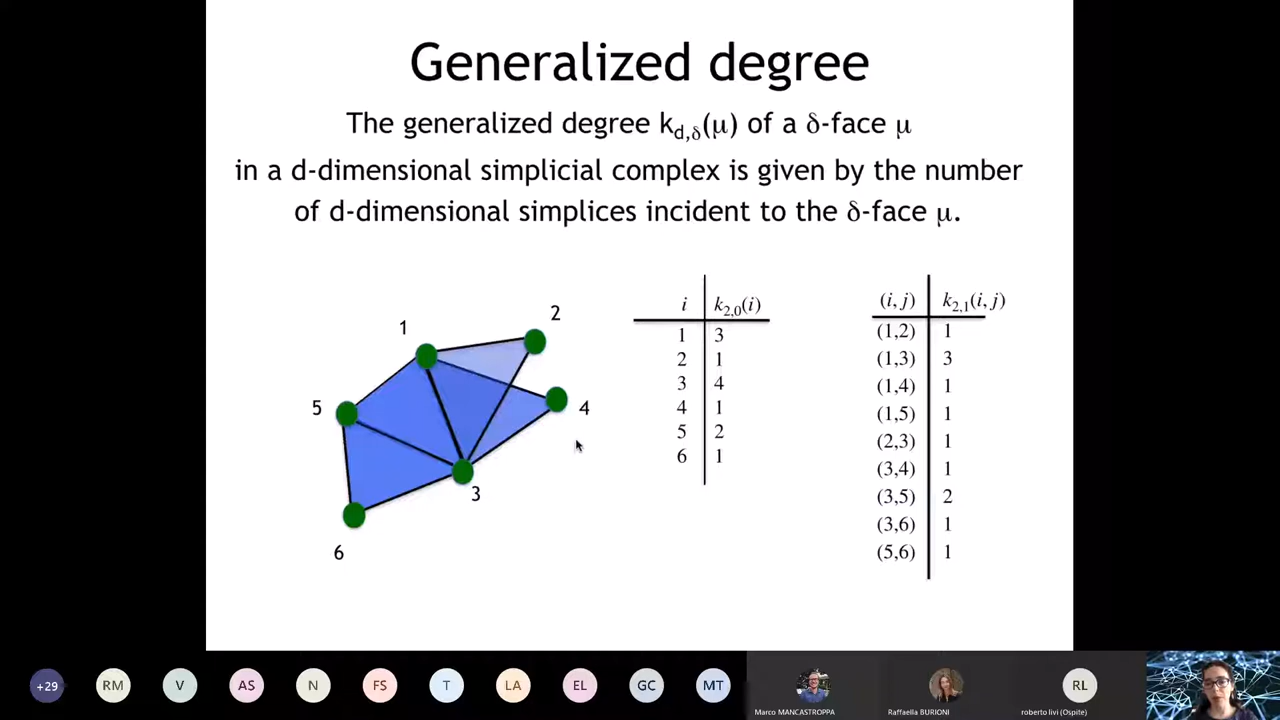 Generalized degree
The generalized degree kd,δ(μ) of a δ-face μ
in a d-dimensional simplicial complex is given by the number
of d-dimensional simplices incident to the δ-face μ.
1
2
5
4
3
6
i k2,0(i)
1 3
2 1
3 4
4 1
5 2
6 1
(i, j) k2,1(i, j)
(1,2) 1
(1,3) 3
(1,4) 1
(1,5) 1
(2,3) 1
(3,4) 1
(3,5) 2
(3,6) 1
(5,6) 1
+29 RM V AS N FS T LA EL GC MT RL
Marco MANCASTROPPA Raffaella BURIONI roberto livi (Ospite)